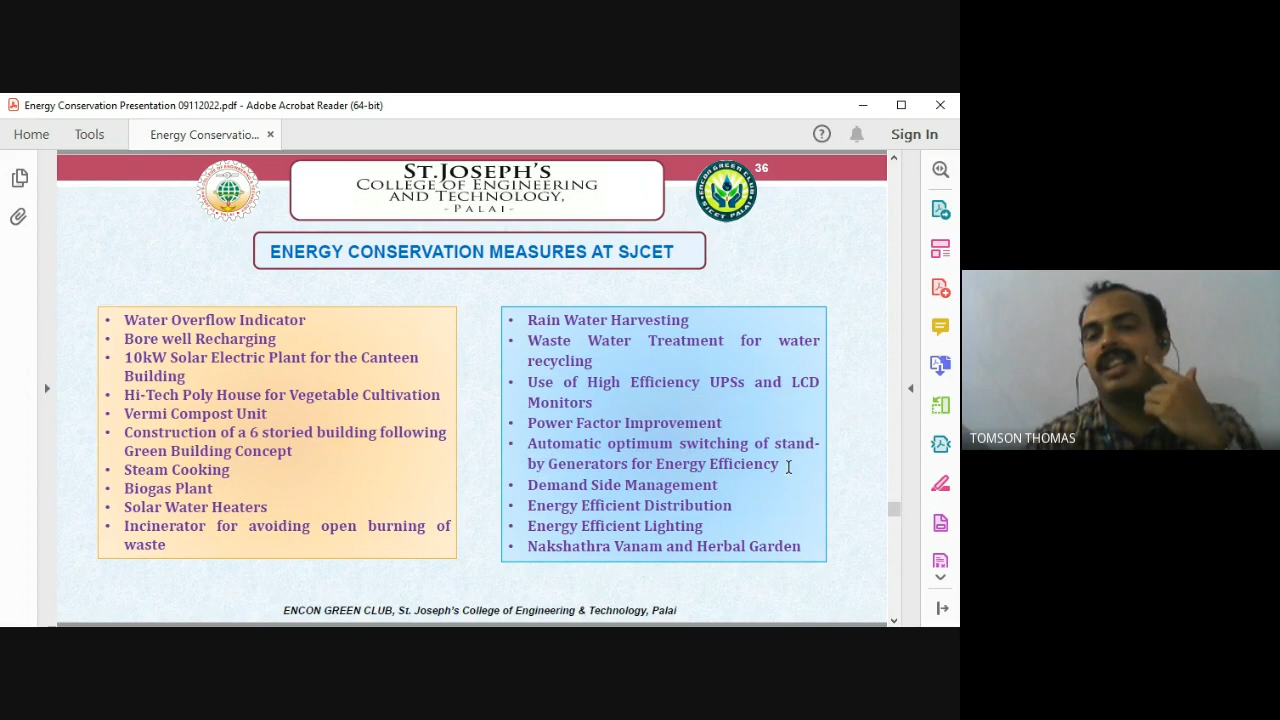 Energy Conservation Presentation 09112022.pdf - Adobe Acrobat Reader (64-bit)
Home
Tools
Energy Conservatio...
Sign In
36
ST.JOSEPH'S
COLLEGE OF ENGINEERING
AND TECHNOLOGY,
-PALAI-
ENERGY CONSERVATION MEASURES AT SJCET
• Water Overflow Indicator
• Bore well Recharging
• 10kW Solar Electric Plant for the Canteen
Building
• Hi-Tech Poly House for Vegetable Cultivation
• Vermi Compost Unit
• Construction of a 6 storied building following
Green Building Concept
• Steam Cooking
• Biogas Plant
• Solar Water Heaters
• Incinerator for avoiding open burning of
waste
• Rain Water Harvesting
• Waste Water Treatment for water
recycling
• Use of High Efficiency UPSs and LCD
Monitors
• Power Factor Improvement
• Automatic optimum switching of stand-
by Generators for Energy Efficiency
• Demand Side Management
• Energy Efficient Distribution
• Energy Efficient Lighting
• Nakshathra Vanam and Herbal Garden
ENCON GREEN CLUB, St. Joseph's College of Engineering & Technology, Palai
TOMSON THOMAS